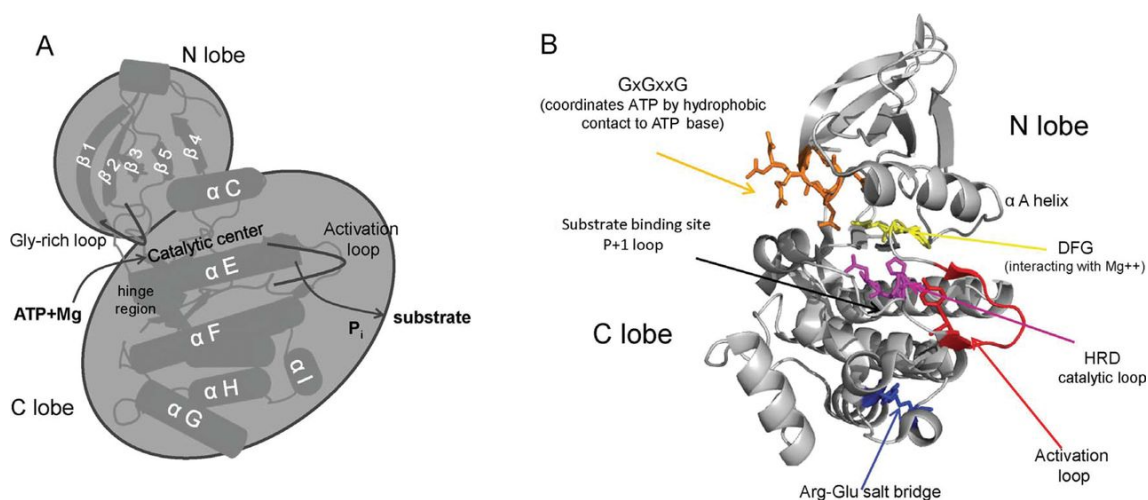 A
N lobe
β1
β2
β3
β5
β4
α C
Gly-rich loop
Catalytic center
Activation
loop
α E
hinge
region
ATP+Mg
α F
Pi
substrate
α I
α H
C lobe
α G
B
GxGxxG
(coordinates ATP by hydrophobic
contact to ATP base)
N lobe
α A helix
Substrate binding site
P+1 loop
DFG
(interacting with Mg++)
C lobe
HRD
catalytic loop
Activation
loop
Arg-Glu salt bridge